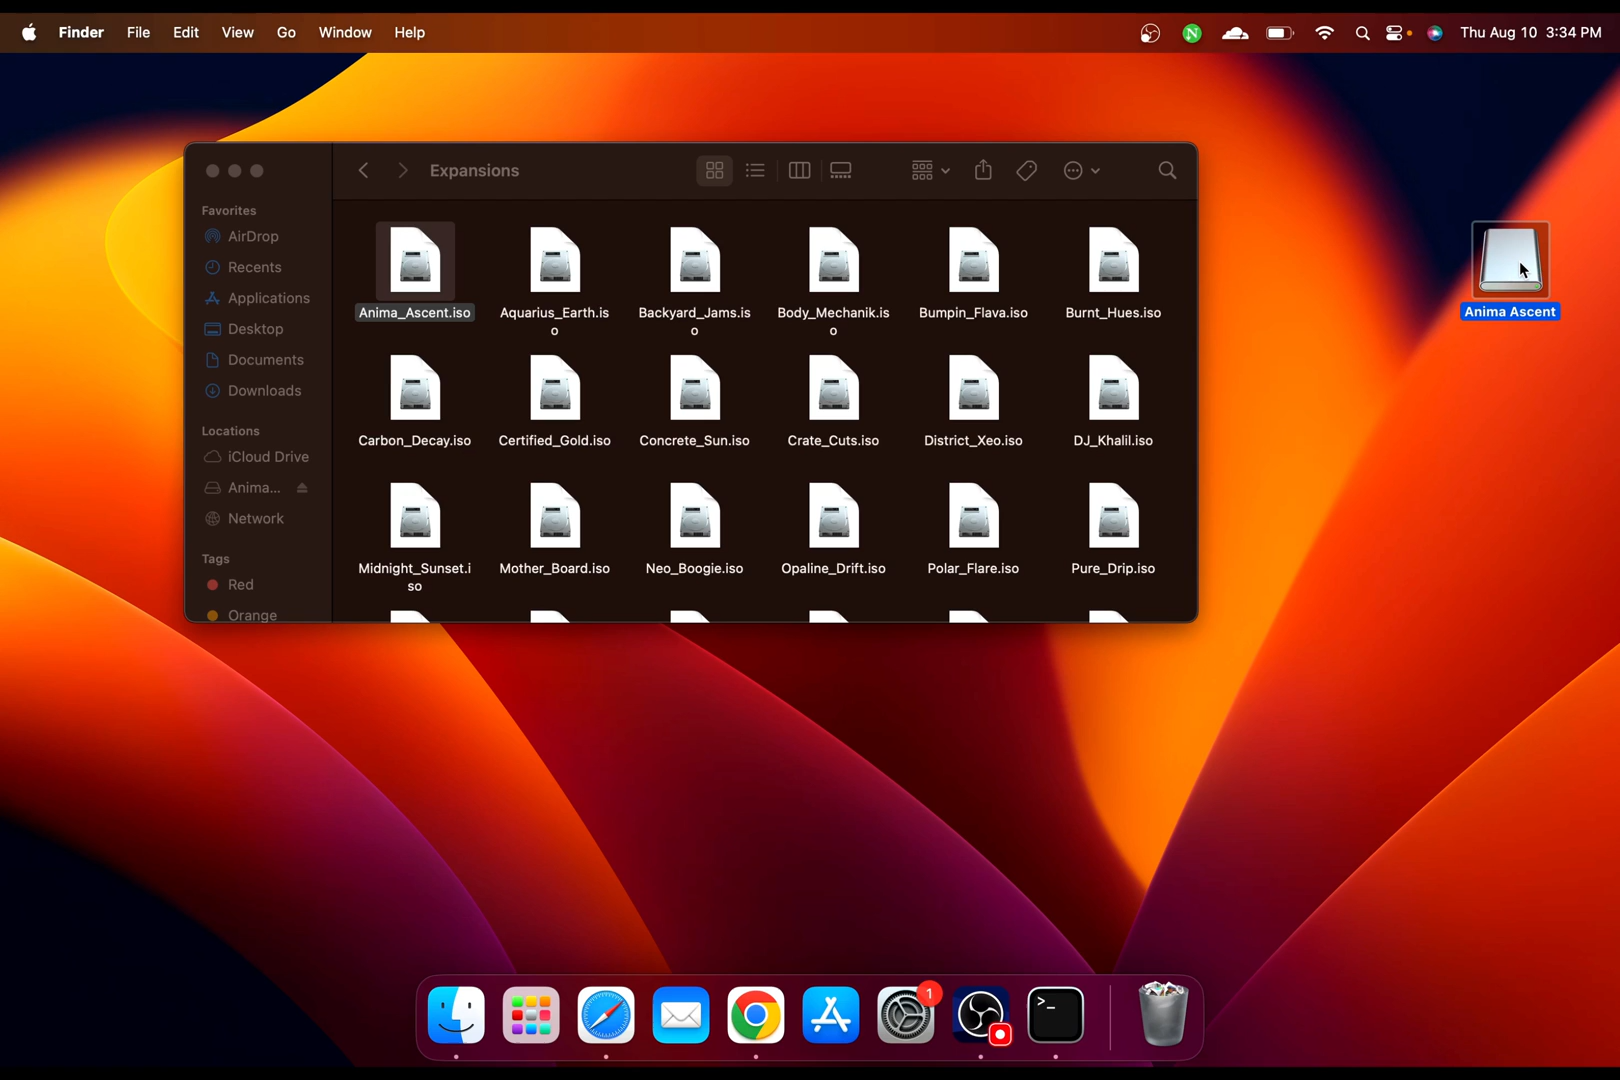 Finder File Edit View Go Window Help Thu Aug 10 3:34 PM
Expansions
Favorites
AirDrop
Recents
Applications
Desktop
Documents
Downloads
Locations
iCloud Drive
Anima...
Network
Tags
Red
Orange
Anima_Ascent.iso
Aquarius_Earth.is
o
Backyard_Jams.is
o
Body_Mechanik.is
o
Bumpin_Flava.iso
Burnt_Hues.iso
Carbon_Decay.iso
Certified_Gold.iso
Concrete_Sun.iso
Crate_Cuts.iso
District_Xeo.iso
DJ_Khalil.iso
Midnight_Sunset.i
so
Mother_Board.iso
Neo_Boogie.iso
Opaline_Drift.iso
Polar_Flare.iso
Pure_Drip.iso
Anima Ascent
N
1
>_